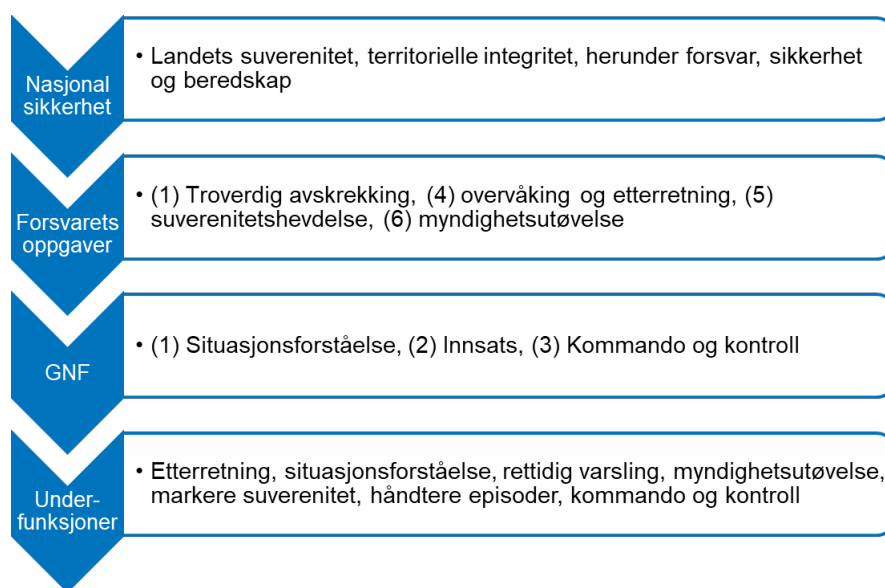 Nasjonal
sikkerhet
• Landets suverenitet, territorielle integritet, herunder forsvar, sikkerhet
og beredskap
Forsvarets
oppgaver
• (1) Troverdig avskrekking, (4) overvåking og etterretning, (5)
suverenitetshevdelse, (6) myndighetsutøvelse
GNF
• (1) Situasjonsforståelse, (2) Innsats, (3) Kommando og kontroll
Under-
funksjoner
• Etterretning, situasjonsforståelse, rettidig varsling, myndighetsutøvelse,
markere suverenitet, håndtere episoder, kommando og kontroll